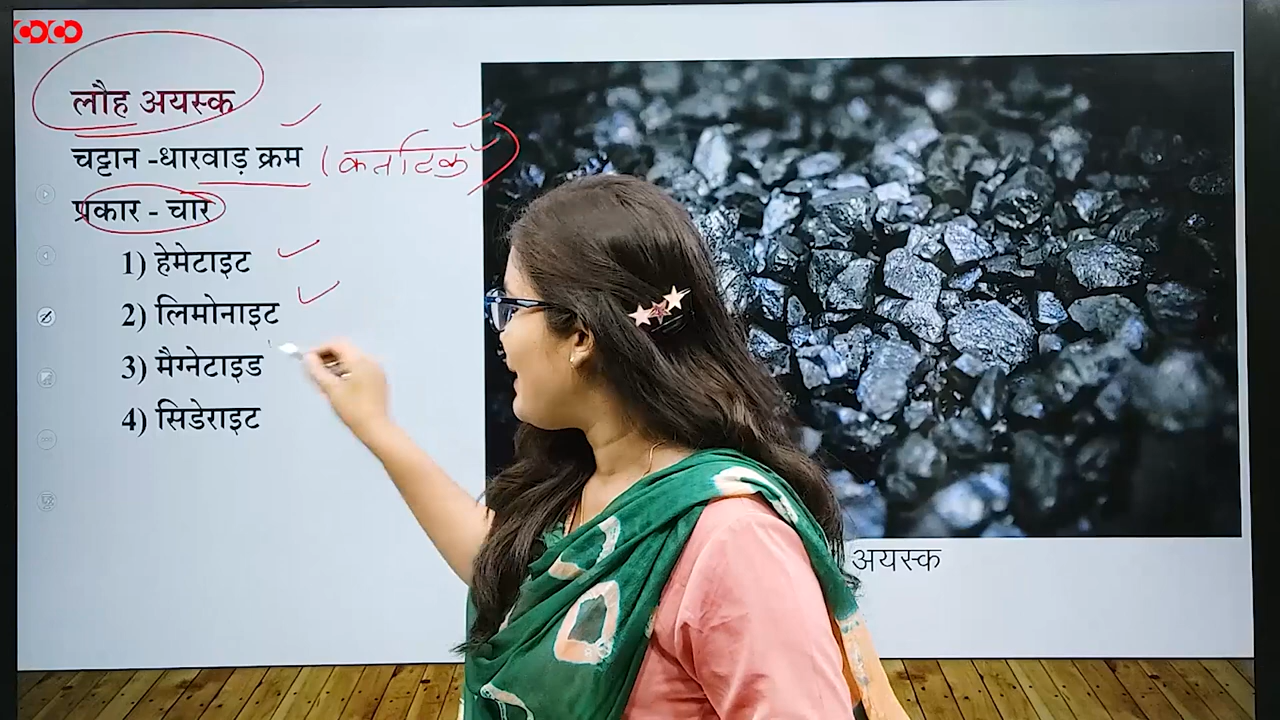 लौह अयस्क
चट्टान -धारवाड़ क्रम (कर्नाटक)
प्रकार - चार
1) हेमेटाइट
2) लिमोनाइट
3) मैग्नेटाइड
4) सिडेराइट
अयस्क